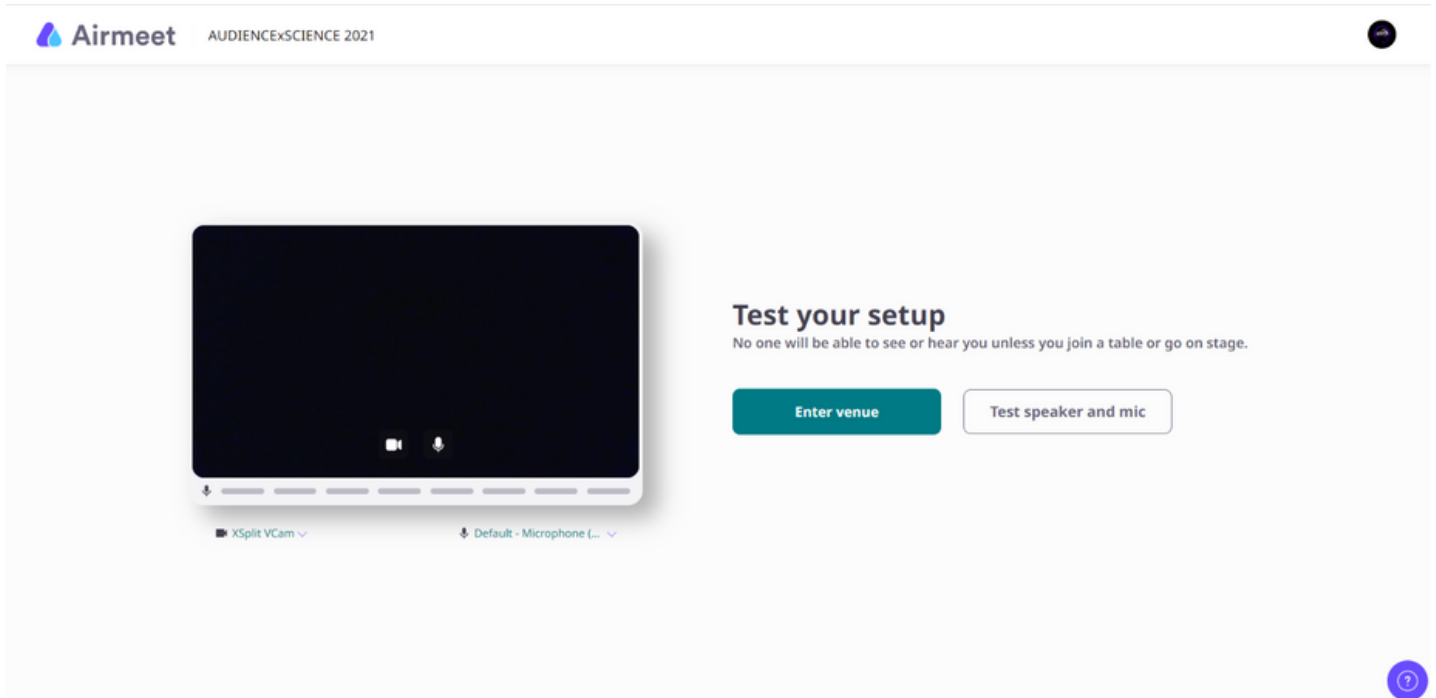 Airmeet AUDIENCExSCIENCE 2021
Test your setup
No one will be able to see or hear you unless you join a table or go on stage.
Enter venue Test speaker and mic
XSplit VCam Default - Microphone (...
?